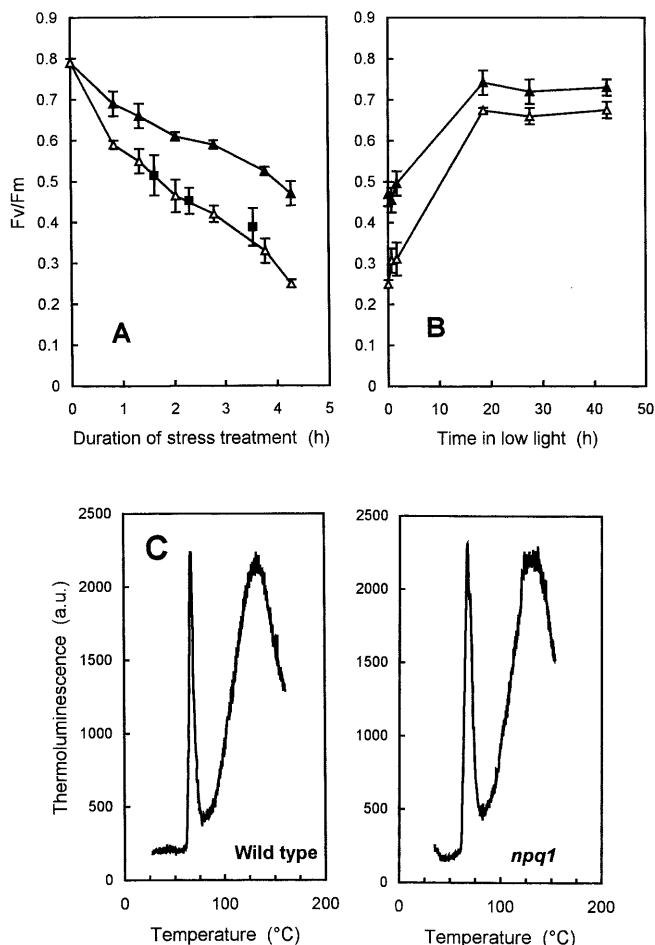 0.9
0.8
0.7
0.6
0.5
0.4
0.3
0.2
0.1
0
Fv/Fm
A
0 1 2 3 4 5
Duration of stress treatment (h)
0.9
0.8
0.7
0.6
0.5
0.4
0.3
0.2
0.1
0
B
0 10 20 30 40 50
Time in low light (h)
2500
2000
1500
1000
500
0
Thermoluminescence (a.u.)
C
Wild type
0 50 100 150 200
Temperature (°C)
2500
2000
1500
1000
500
0
npq1
0 50 100 150 200
Temperature (°C)